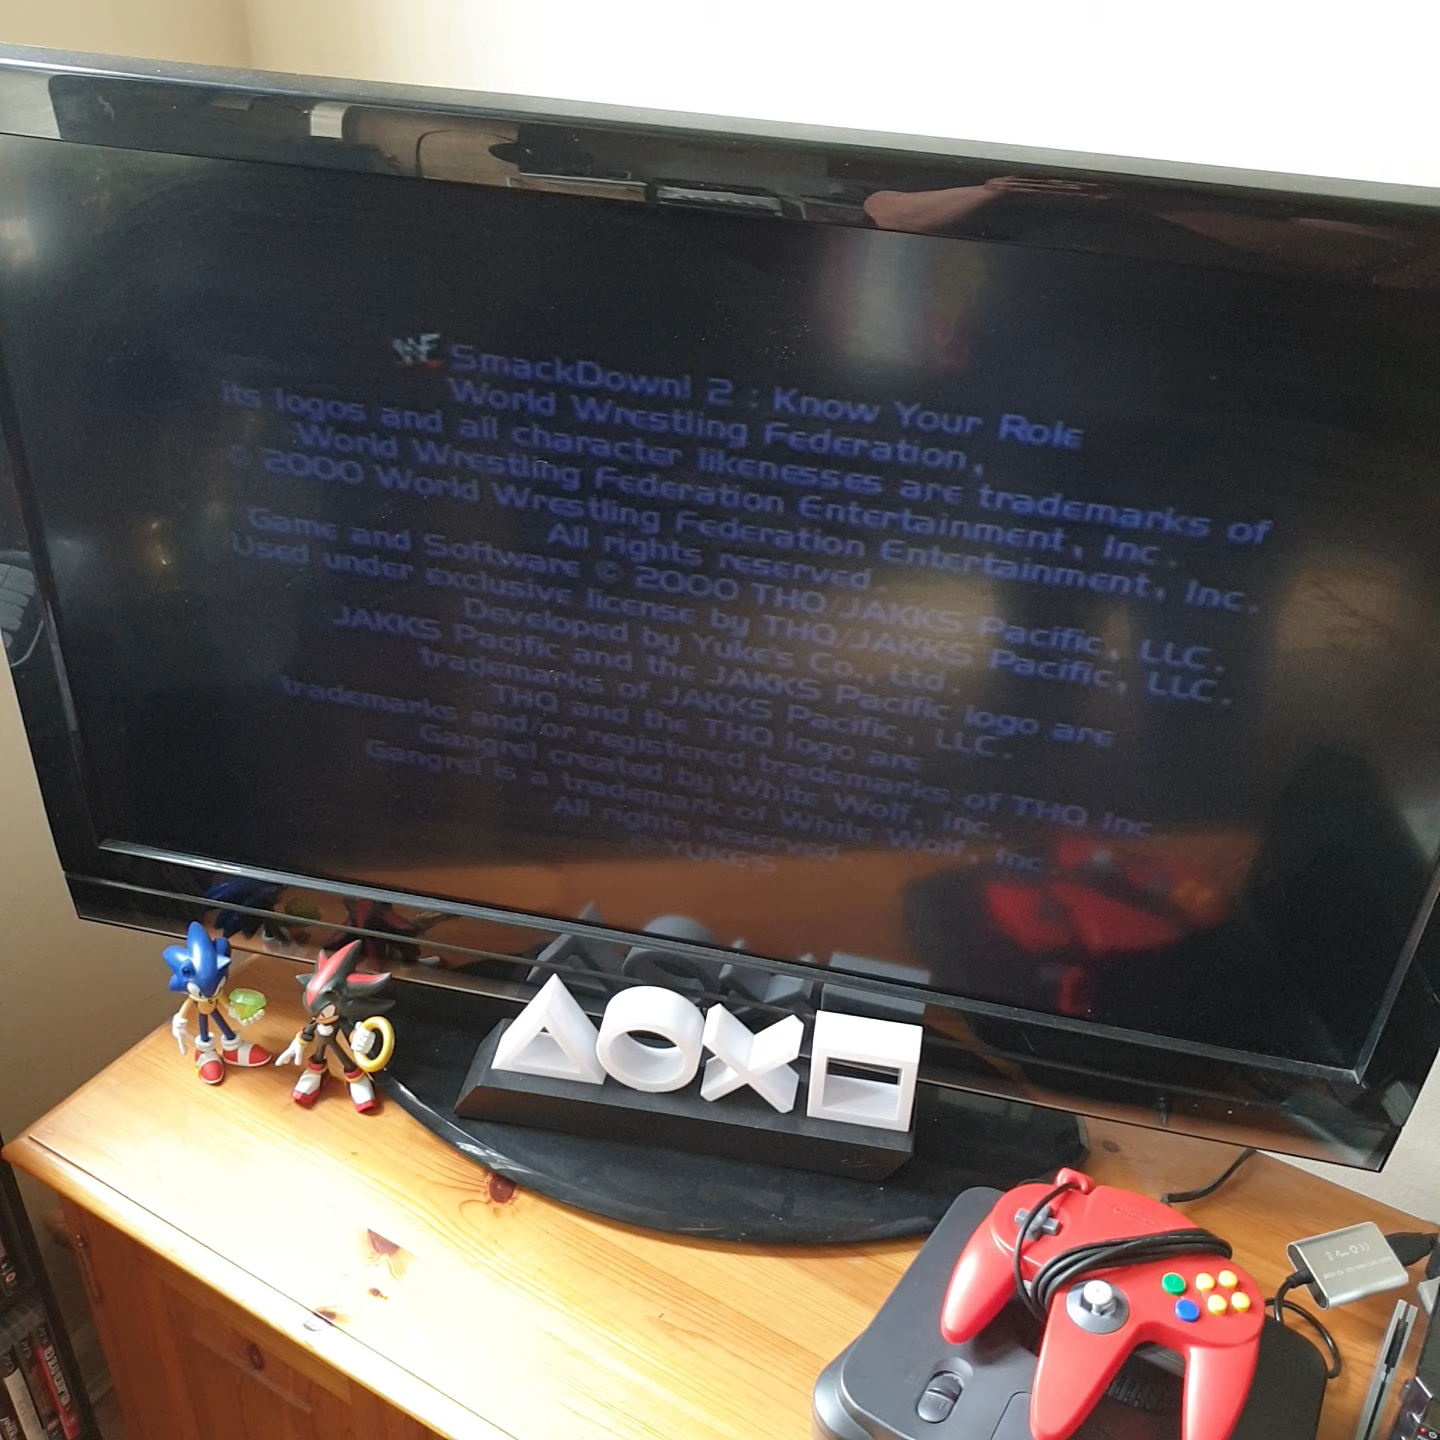 WF SmackDown! 2 : Know Your Role
World Wrestling Federation,
its logos and all character likenesses are trademarks of
World Wrestling Federation Entertainment, Inc.
© 2000 World Wrestling Federation Entertainment, Inc.
All rights reserved.
Game and Software © 2000 THQ/JAKKS Pacific, LLC.
Used under exclusive license by THQ/JAKKS Pacific, LLC.
Developed by Yuke's Co., Ltd.
JAKKS Pacific and the JAKKS Pacific logo are
trademarks of JAKKS Pacific, LLC.
THQ and the THQ logo are
trademarks and/or registered trademarks of THQ Inc.
Gangrel created by White Wolf, Inc.
Gangrel is a trademark of White Wolf, Inc.
All rights reserved
© YUKE'S